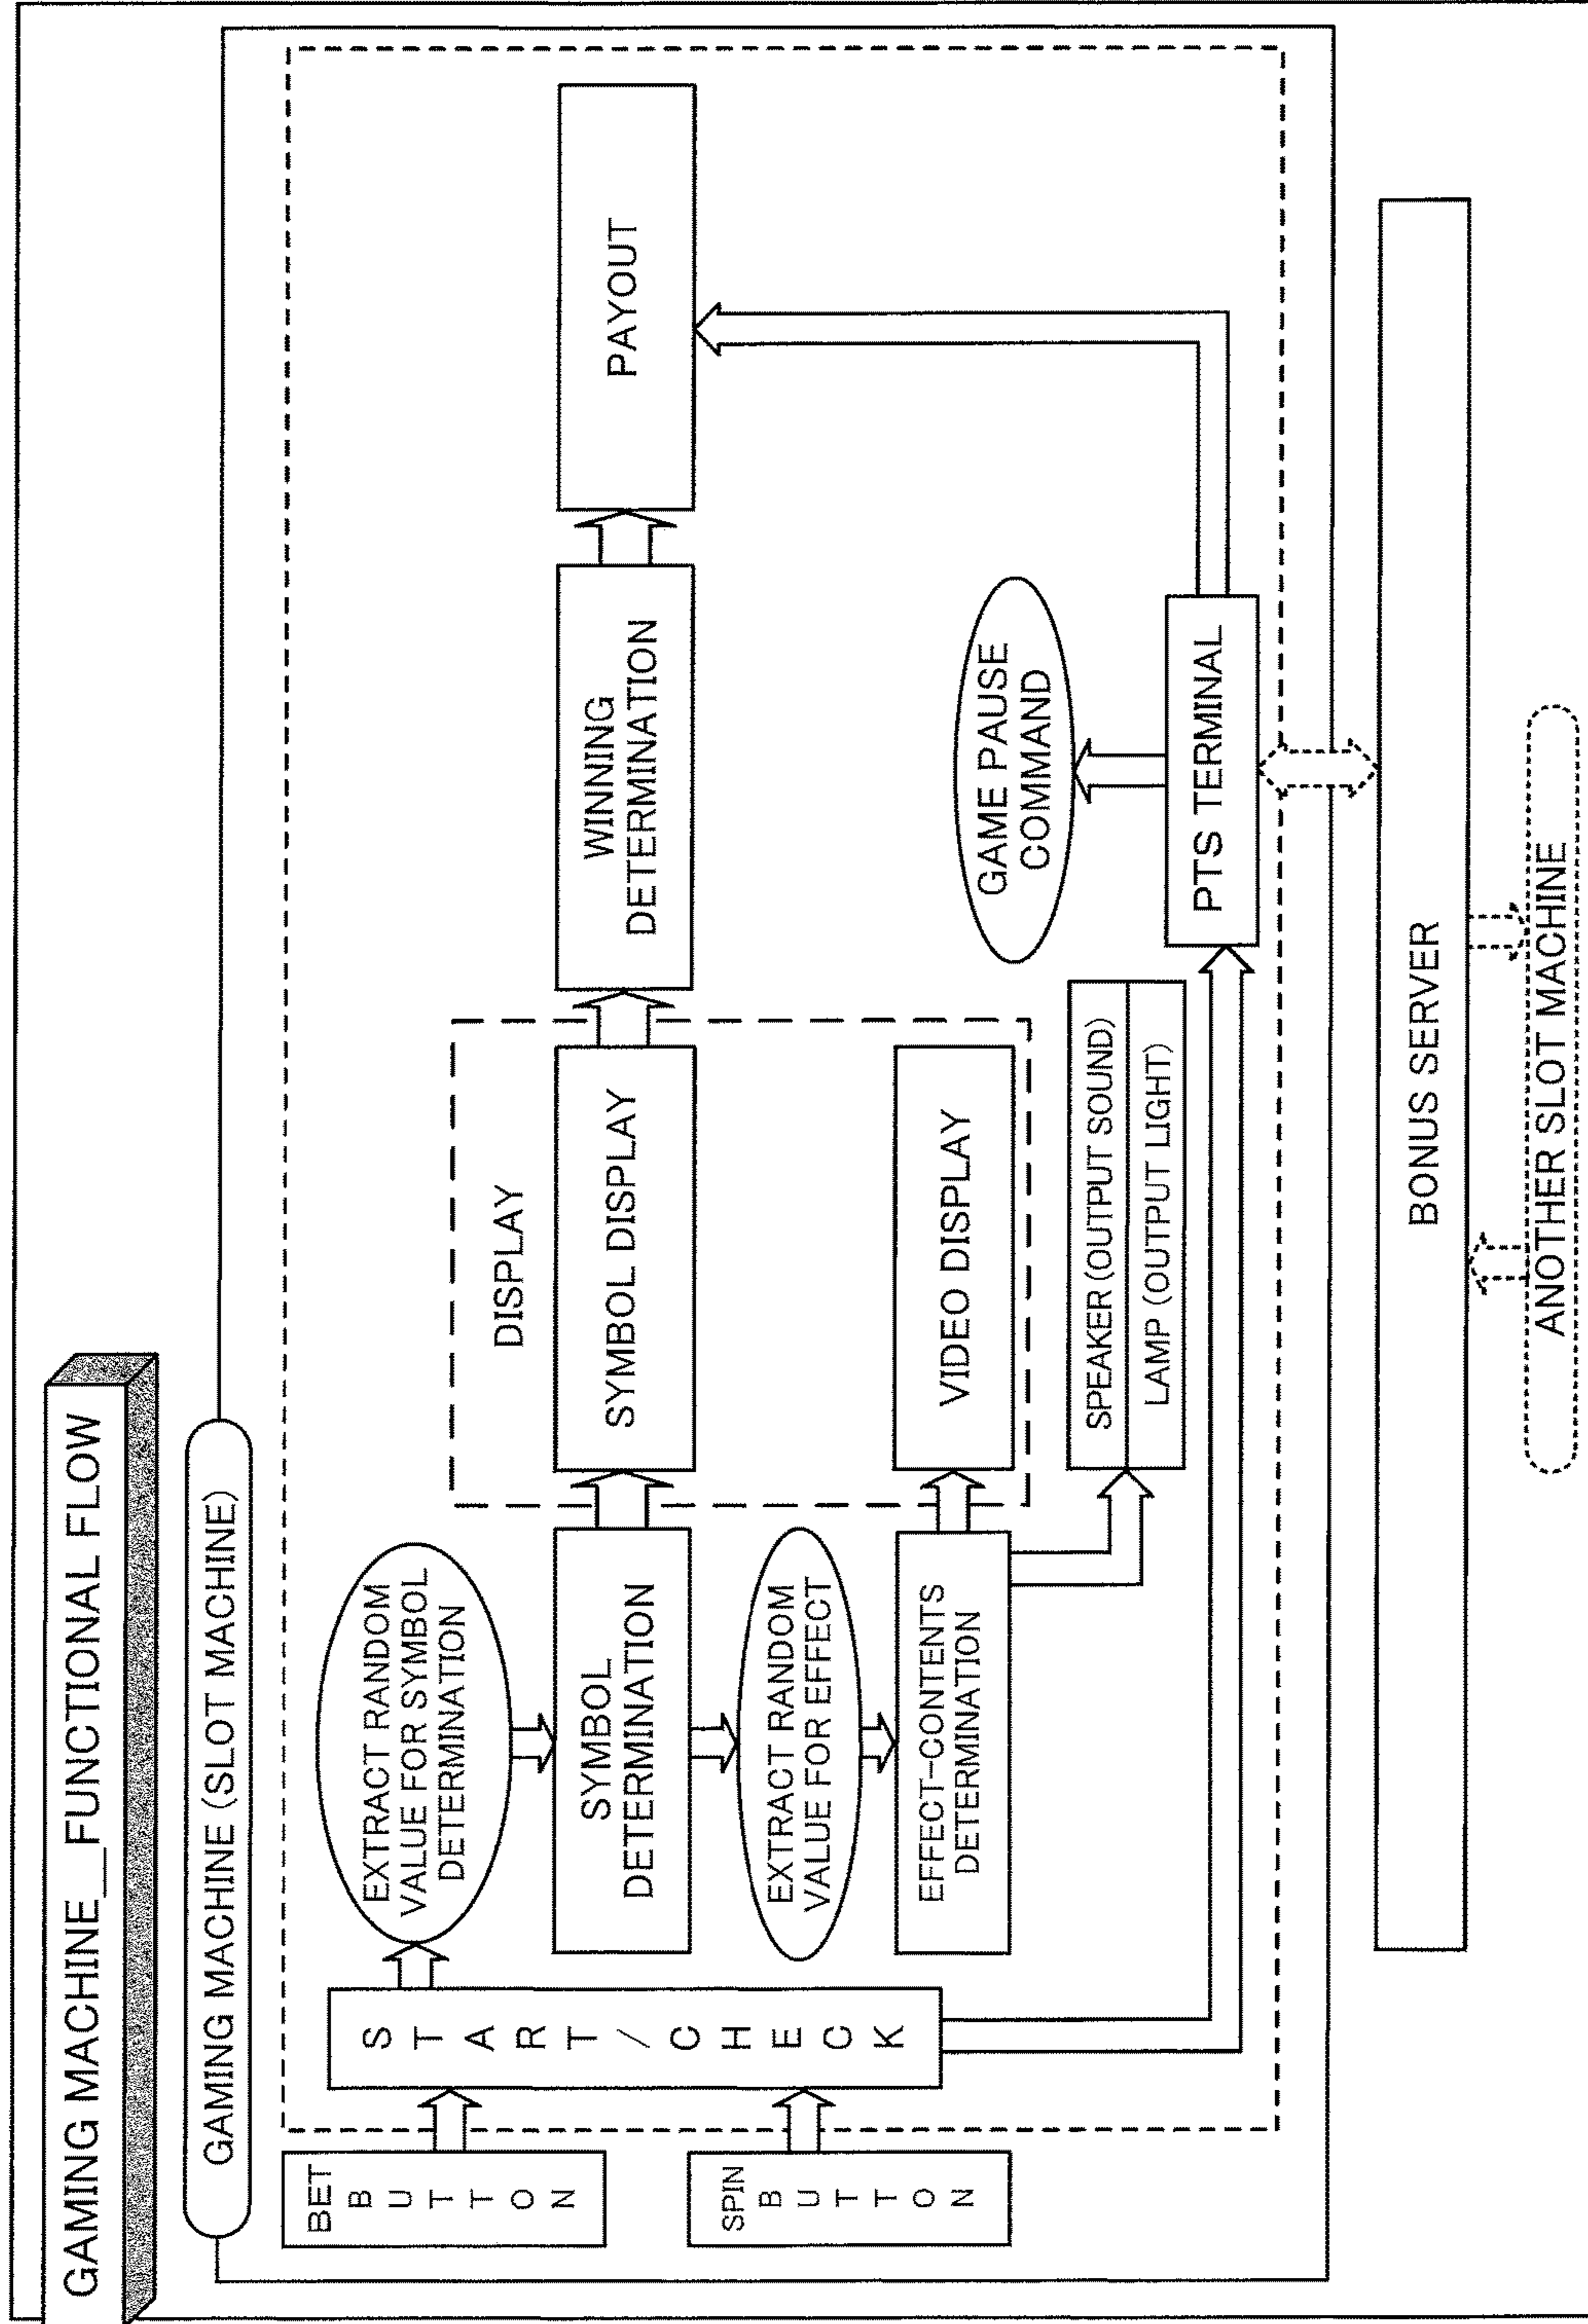 GAMING MACHINE__FUNCTIONAL FLOW
GAMING MACHINE (SLOT MACHINE)
BET
BUTTON
SPIN
BUTTON
START/CHECK
EXTRACT RANDOM
VALUE FOR SYMBOL
DETERMINATION
SYMBOL
DETERMINATION
EXTRACT RANDOM
VALUE FOR EFFECT
EFFECT-CONTENTS
DETERMINATION
DISPLAY
SYMBOL DISPLAY
VIDEO DISPLAY
SPEAKER (OUTPUT SOUND)
LAMP (OUTPUT LIGHT)
WINNING
DETERMINATION
PAYOUT
GAME PAUSE
COMMAND
PTS TERMINAL
BONUS SERVER
ANOTHER SLOT MACHINE